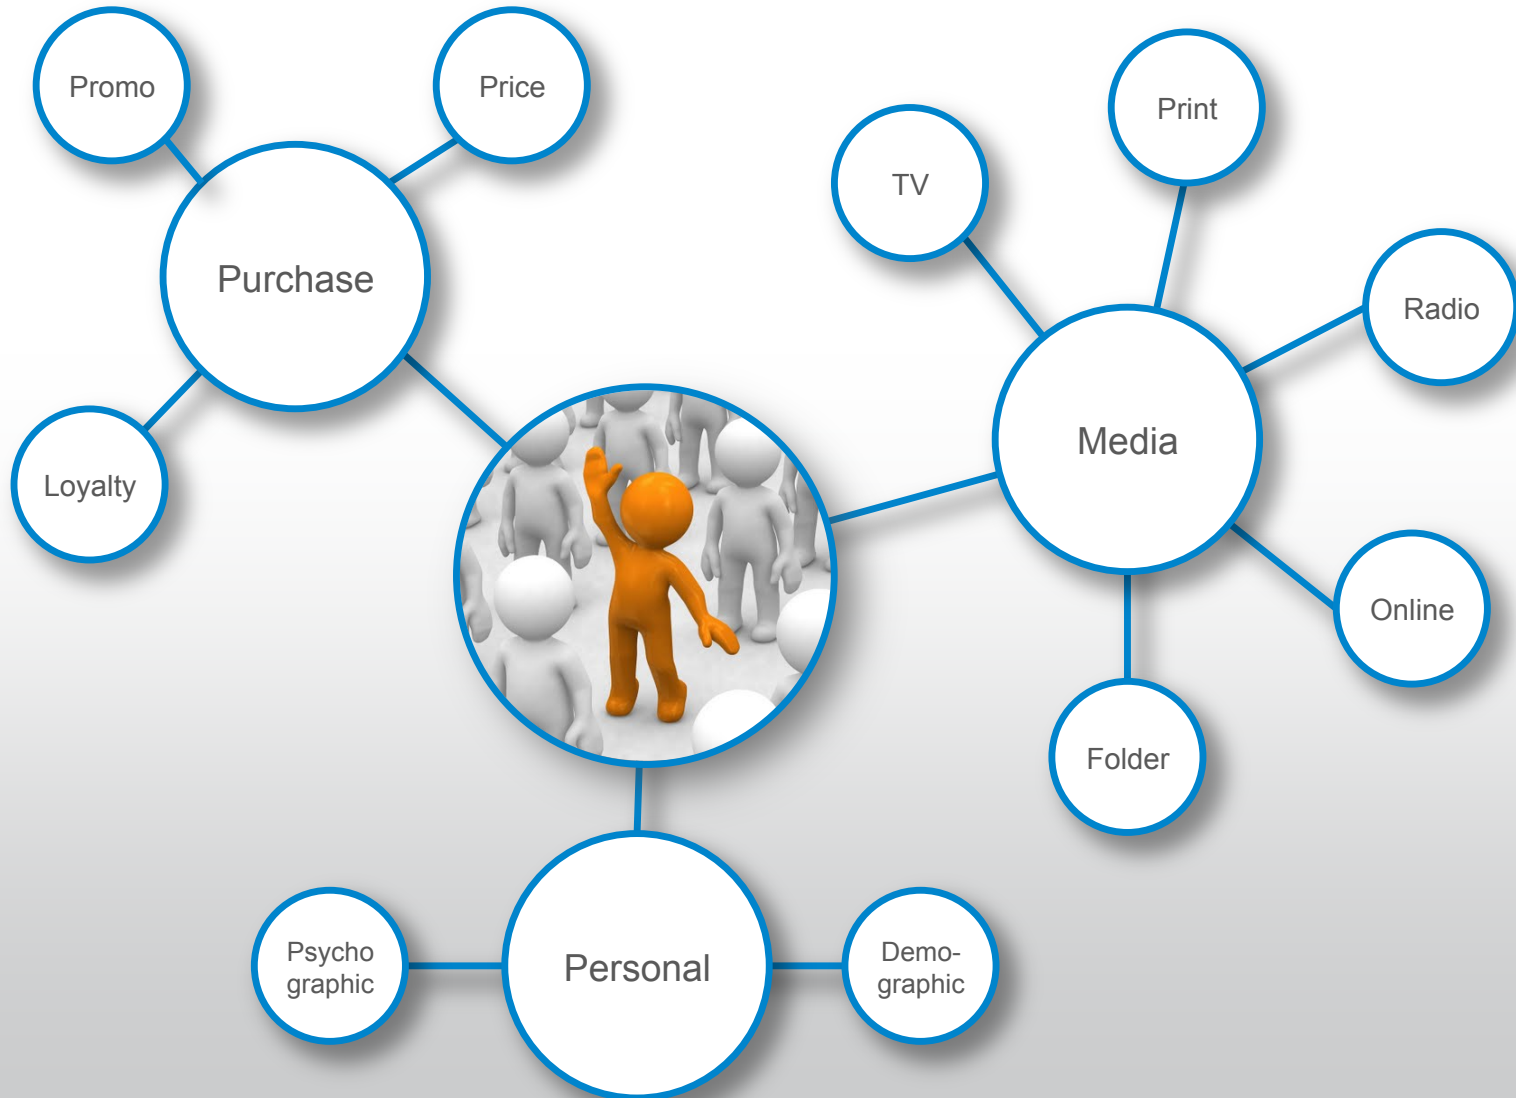 Promo
Price
Print
TV
Purchase
Radio
Media
Loyalty
Online
Folder
Psycho
graphic
Personal
Demo-
graphic